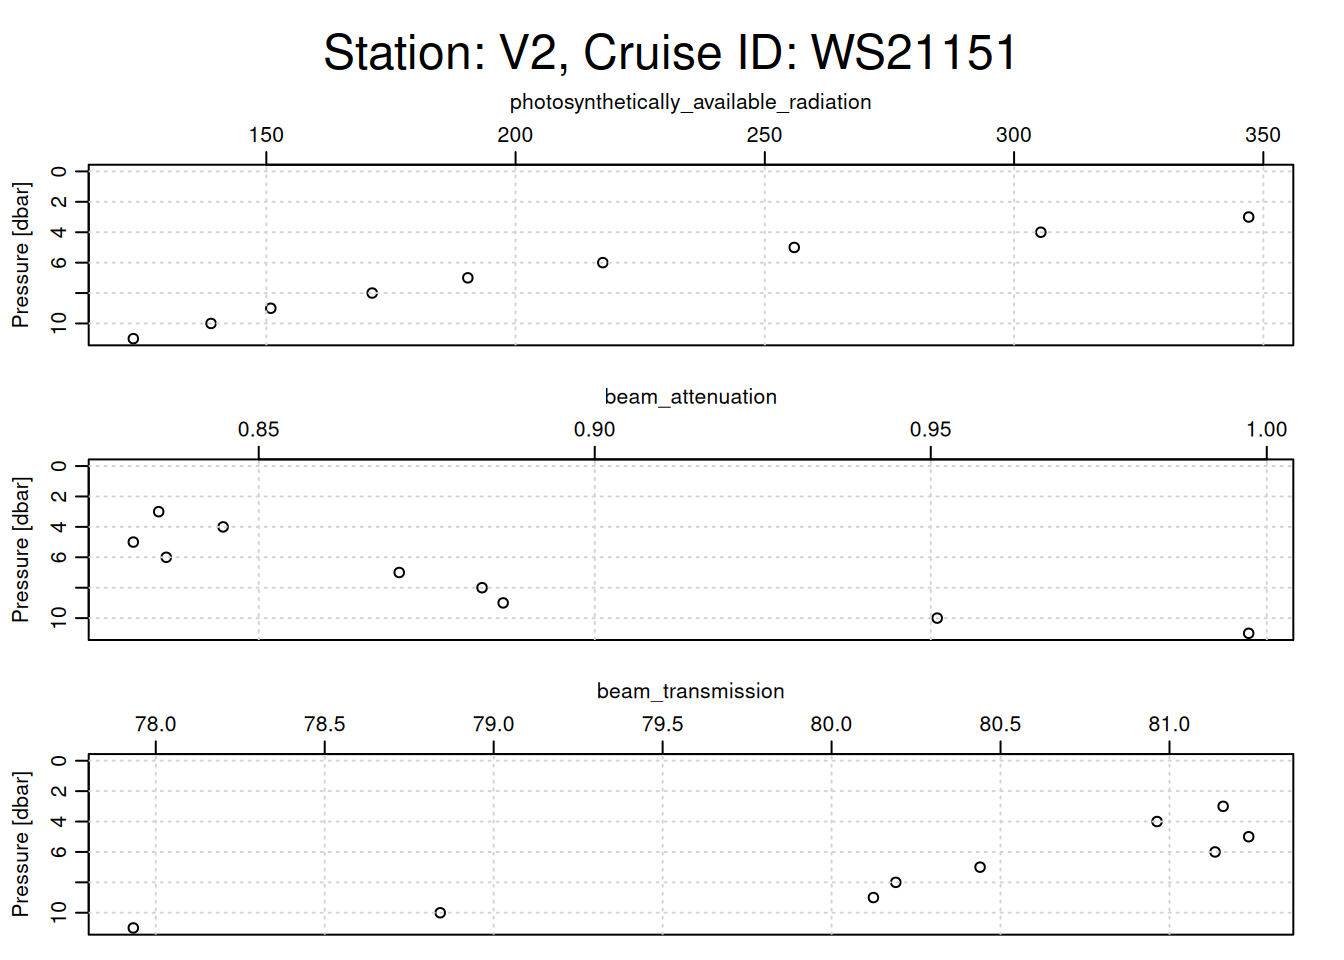 Station: V2, Cruise ID: WS21151
photosynthetically_available_radiation
150 200 250 300 350
Pressure [dbar]
0
2
4
6
10
beam_attenuation
0.85 0.90 0.95 1.00
Pressure [dbar]
0
2
4
6
10
beam_transmission
78.0 78.5 79.0 79.5 80.0 80.5 81.0
Pressure [dbar]
0
2
4
6
10